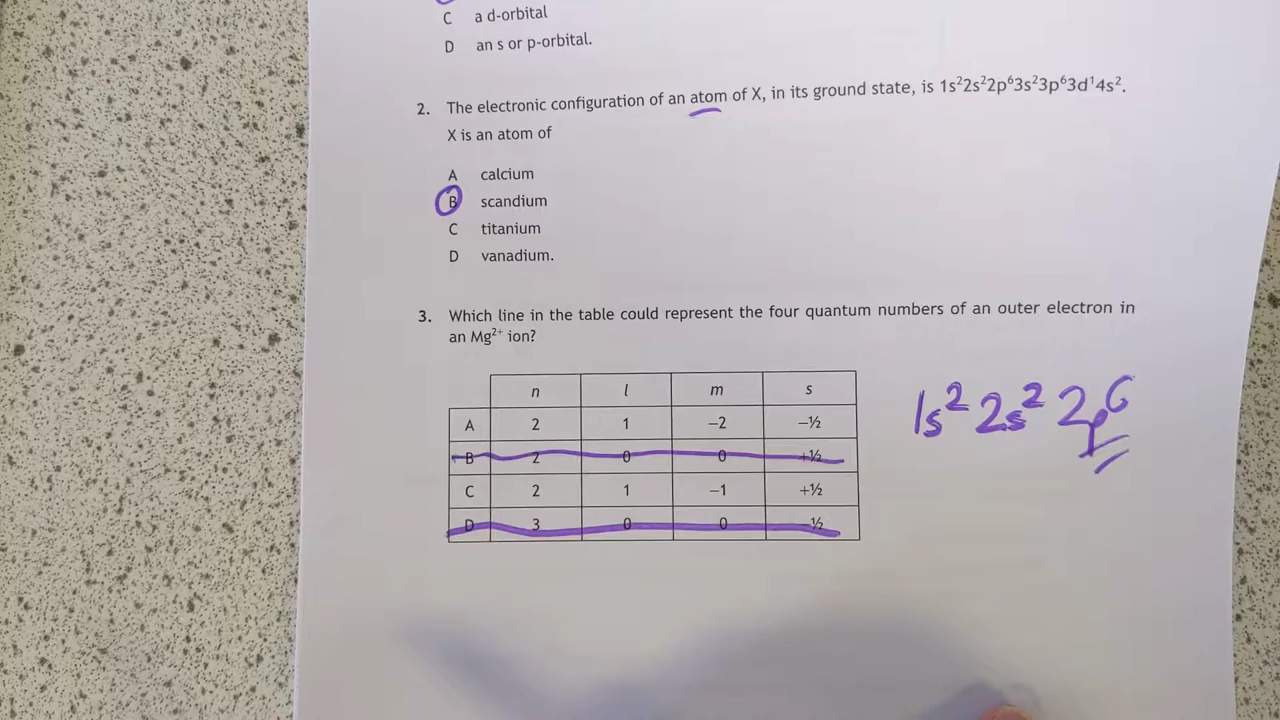 C a d-orbital
D an s or p-orbital.
2. The electronic configuration of an atom of X, in its ground state, is 1s²2s²2p⁶3s²3p⁶3d¹4s².
X is an atom of
A calcium
B scandium
C titanium
D vanadium.
3. Which line in the table could represent the four quantum numbers of an outer electron in
an Mg²⁺ ion?
n l m s
A 2 1 −2 −½
B 2 0 0 +½
C 2 1 −1 +½
D 3 0 0 −½
1s² 2s² 2p⁶